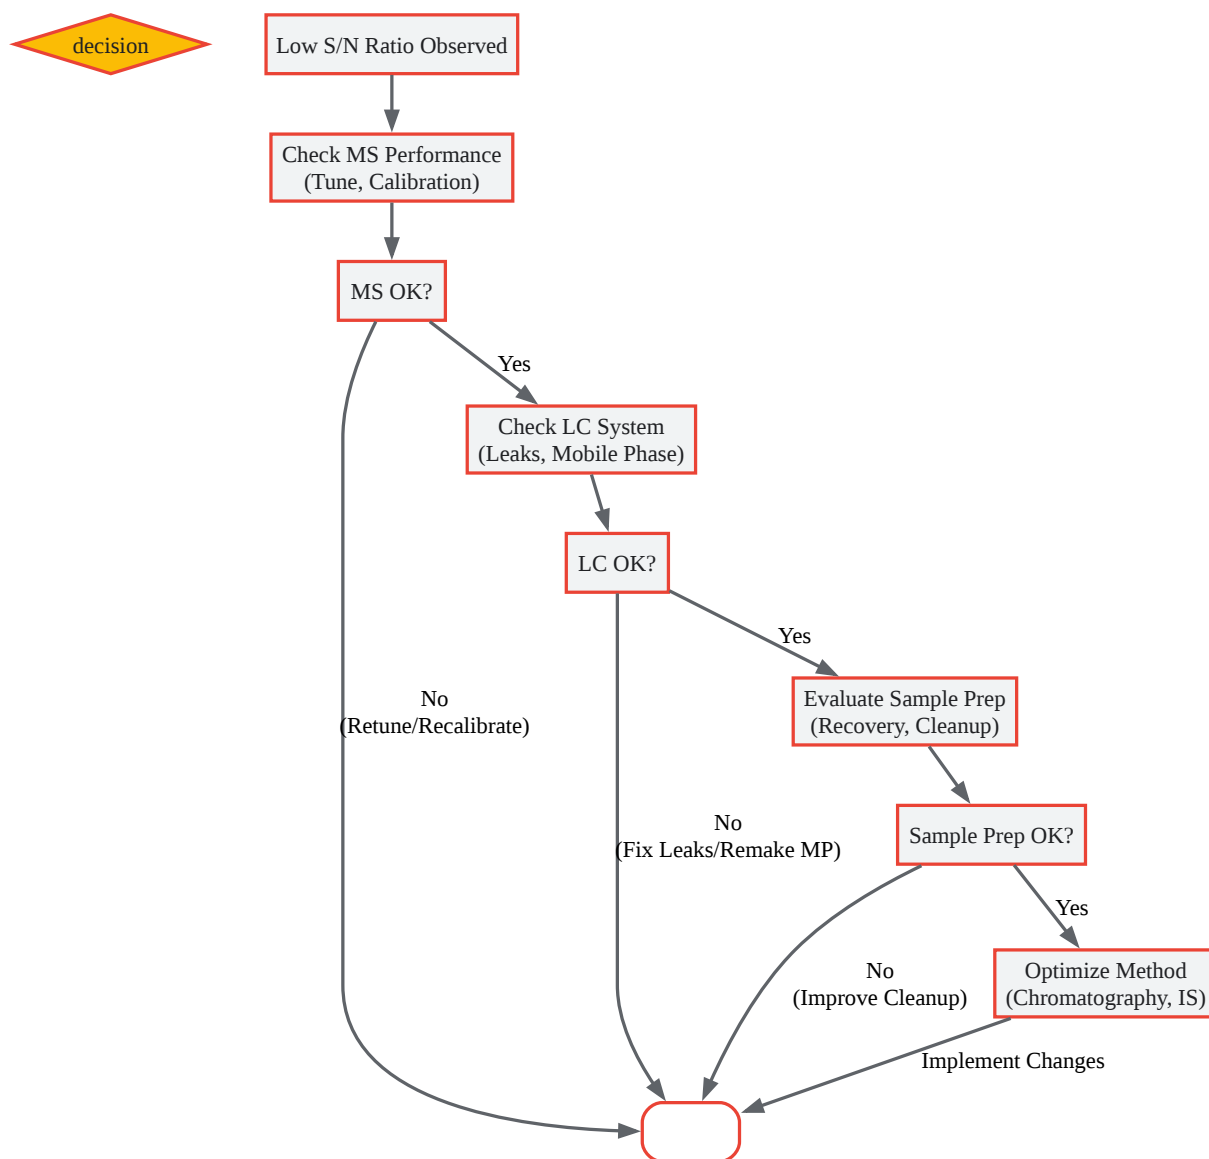 decision
Low S/N Ratio Observed
Check MS Performance
(Tune, Calibration)
MS OK?
Yes
Check LC System
(Leaks, Mobile Phase)
LC OK?
Yes
No
(Retune/Recalibrate)
Evaluate Sample Prep
(Recovery, Cleanup)
No
(Fix Leaks/Remake MP)
Sample Prep OK?
Yes
No
(Improve Cleanup)
Optimize Method
(Chromatography, IS)
Implement Changes